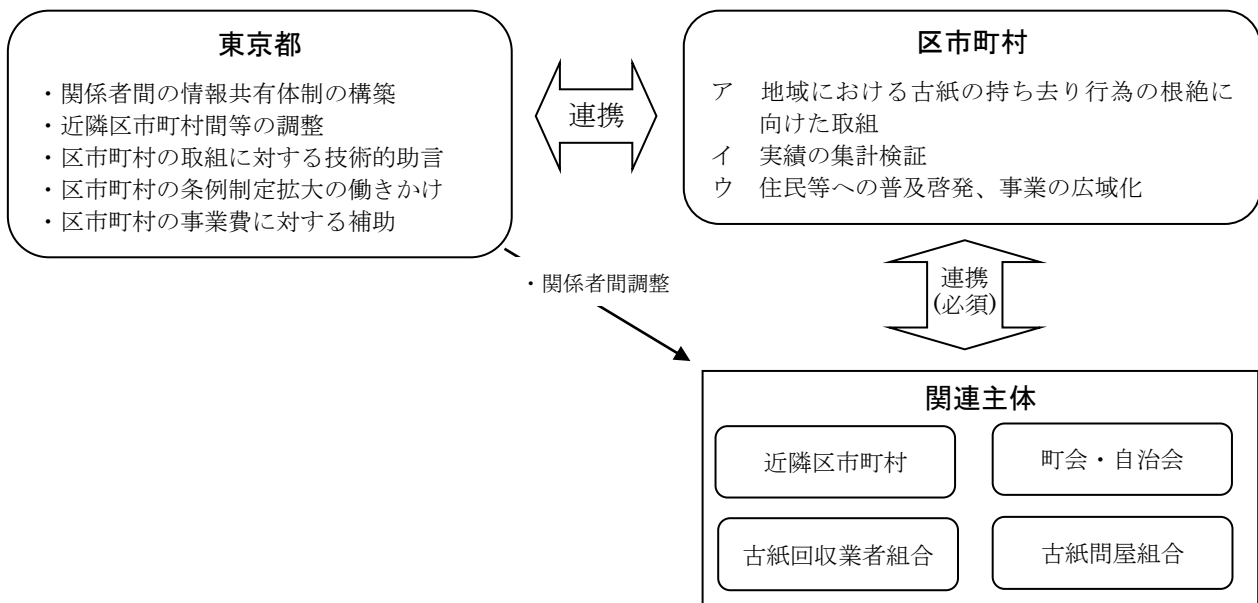 東京都
・関係者間の情報共有体制の構築
・近隣区市町村間等の調整
・区市町村の取組に対する技術的助言
・区市町村の条例制定拡大の働きかけ
・区市町村の事業費に対する補助
連携
区市町村
ア 地域における古紙の持ち去り行為の根絶に
向けた取組
イ 実績の集計検証
ウ 住民等への普及啓発、事業の広域化
・関係者間調整
連携
(必須)
関連主体
近隣区市町村
町会・自治会
古紙回収業者組合
古紙問屋組合